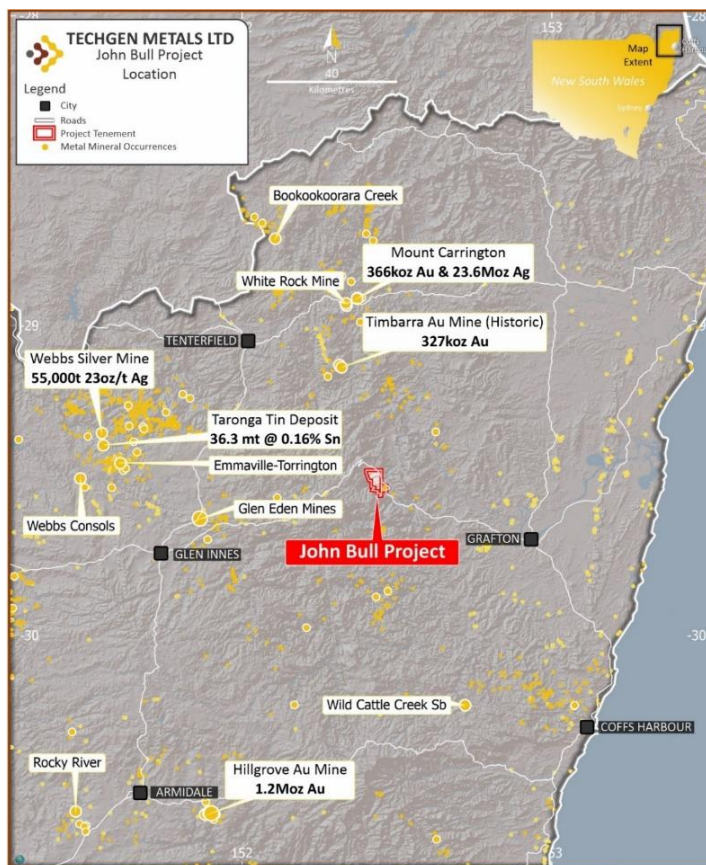 -28
153
-28
TECHGEN METALS LTD
John Bull Project
Location
Legend
City
Roads
Project Tenement
Metal Mineral Occurrences
N
40
Kilometres
Map
Extent
New South Wales
Sydney
Bookookoorara Creek
Mount Carrington
366koz Au & 23.6Moz Ag
White Rock Mine
-29
-29
Timbarra Au Mine (Historic)
327koz Au
TENTERFIELD
Webbs Silver Mine
55,000t 23oz/t Ag
Taronga Tin Deposit
36.3 mt @ 0.16% Sn
Emmaville-Torrington
Webbs Consols
Glen Eden Mines
GLEN INNES
John Bull Project
GRAFTON
-30
-30
Wild Cattle Creek Sb
COFFS HARBOUR
Rocky River
Hillgrove Au Mine
1.2Moz Au
ARMIDALE
152
153